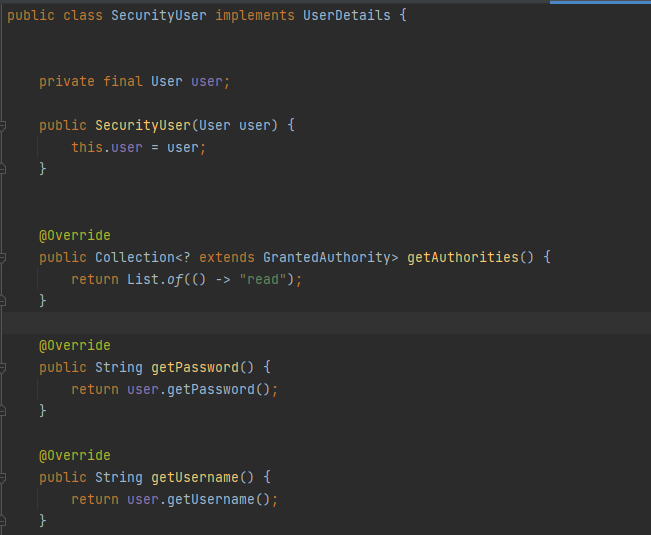 public class SecurityUser implements UserDetails {
private final User user;
public SecurityUser(User user) {
this.user = user;
}
@Override
public Collection<? extends GrantedAuthority> getAuthorities() {
return List.of(() -> "read");
}
@Override
public String getPassword() {
return user.getPassword();
}
@Override
public String getUsername() {
return user.getUsername();
}